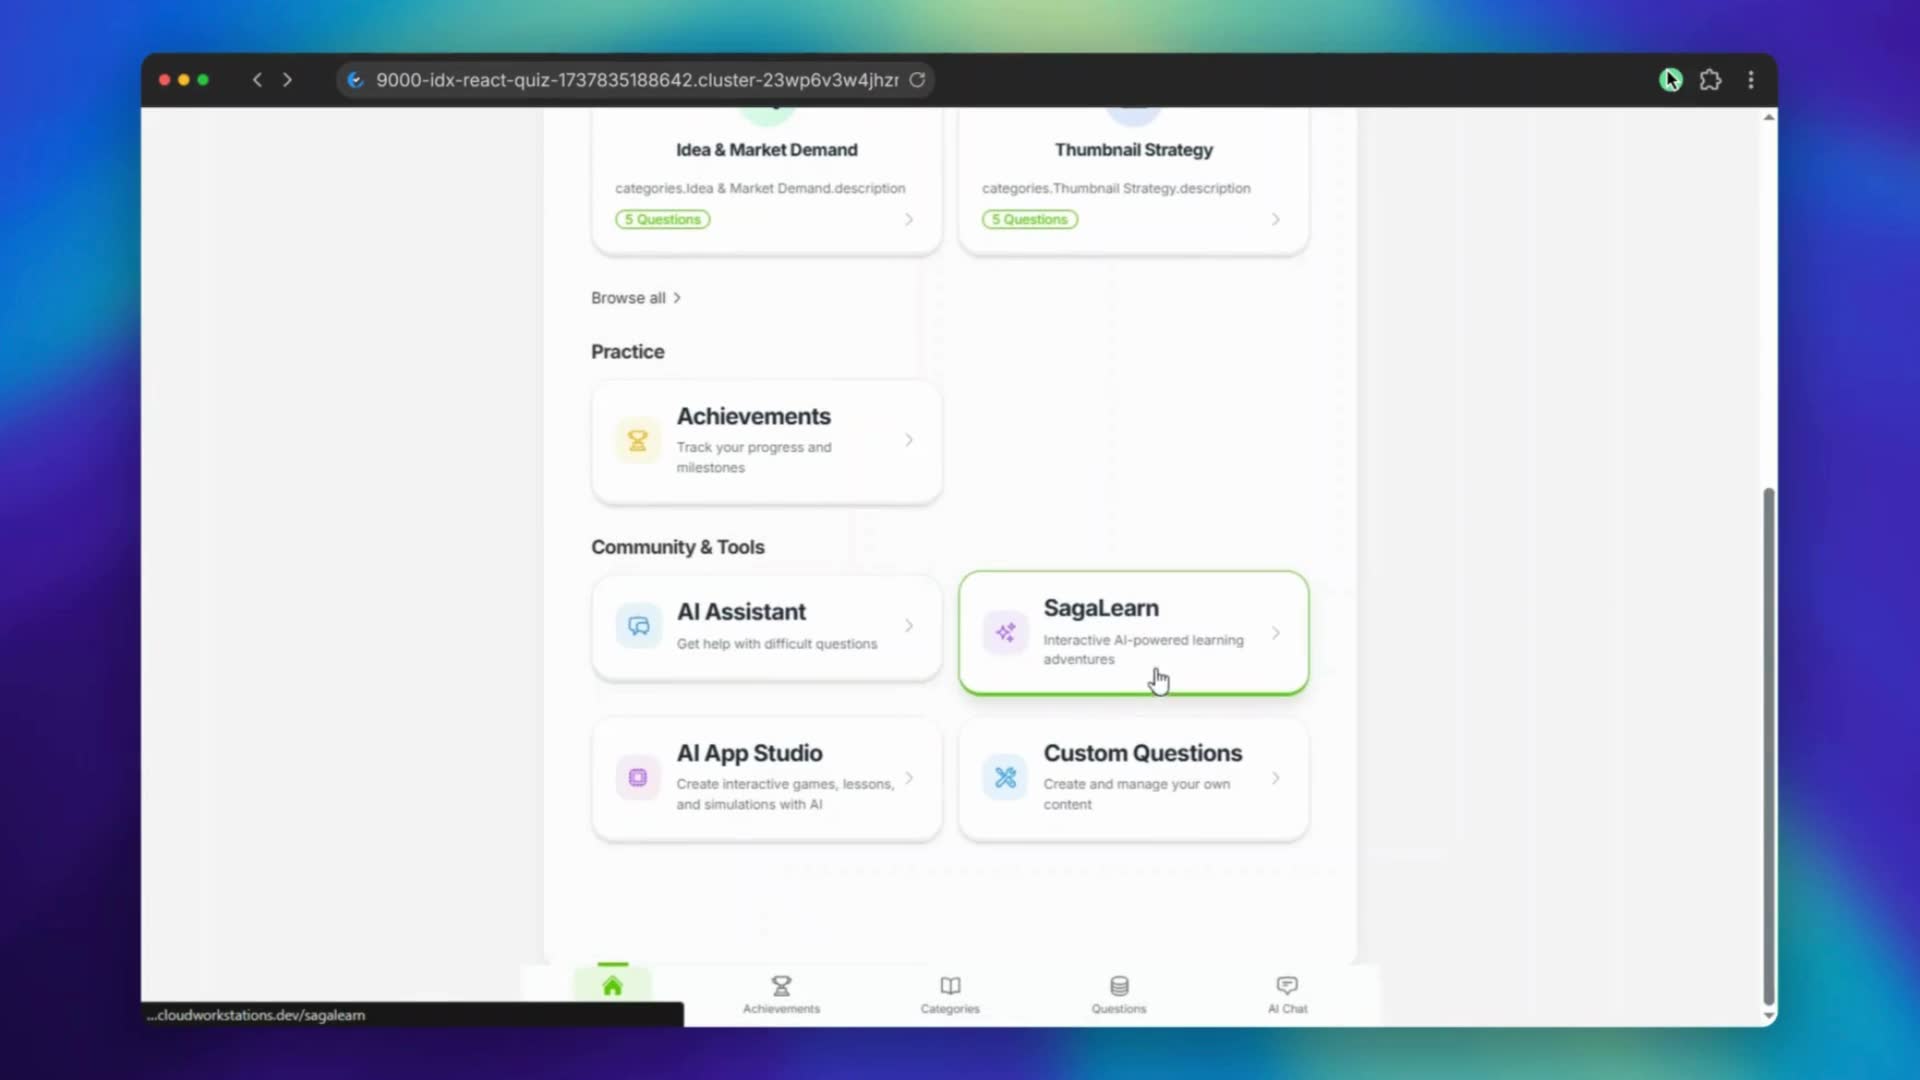 9000-idx-react-quiz-1737835188642.cluster-23wp6v3w4jhzr
Idea & Market Demand
categories.Idea & Market Demand.description
5 Questions
Thumbnail Strategy
categories.Thumbnail Strategy.description
5 Questions
Browse all
Practice
Achievements
Track your progress and
milestones
Community & Tools
AI Assistant
Get help with difficult questions
SagaLearn
Interactive AI-powered learning
adventures
AI App Studio
Create interactive games, lessons,
and simulations with AI
Custom Questions
Create and manage your own
content
Achievements
Categories
Questions
AI Chat
...cloudworkstations.dev/sagalearn